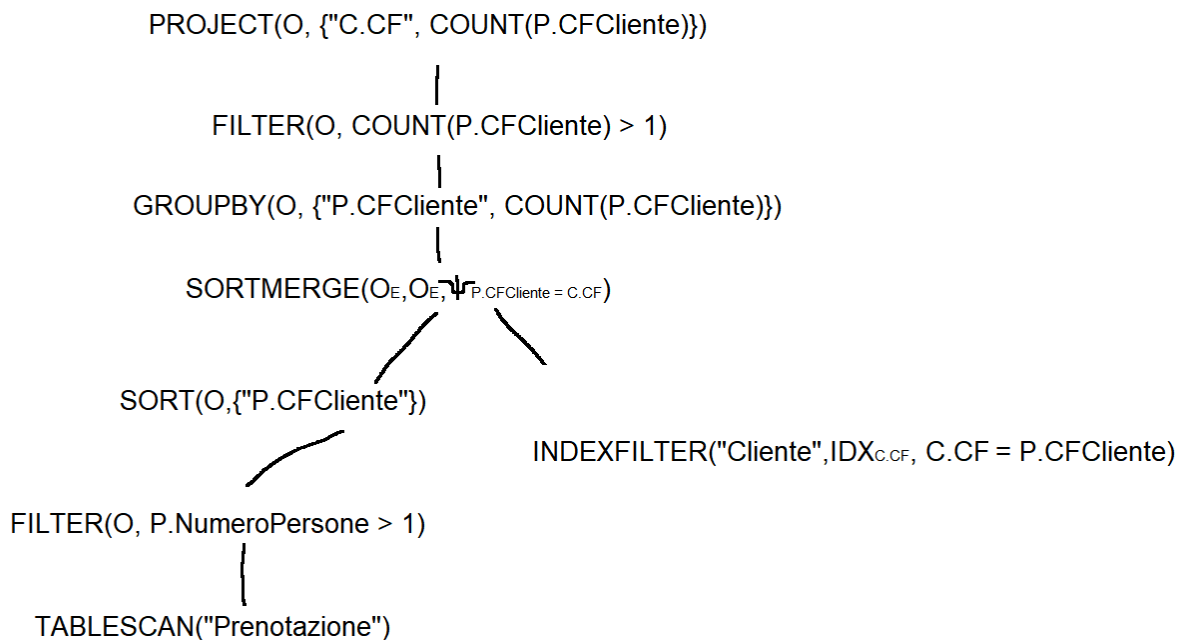 PROJECT(O, {"C.CF", COUNT(P.CFCliente)})
FILTER(O, COUNT(P.CFCliente) > 1)
GROUPBY(O, {"P.CFCliente", COUNT(P.CFCliente)})
SORTMERGE(OE,OE,ψP.CFCliente = C.CF)
SORT(O,{"P.CFCliente"})
INDEXFILTER("Cliente",IDXC.CF, C.CF = P.CFCliente)
FILTER(O, P.NumeroPersone > 1)
TABLESCAN("Prenotazione")